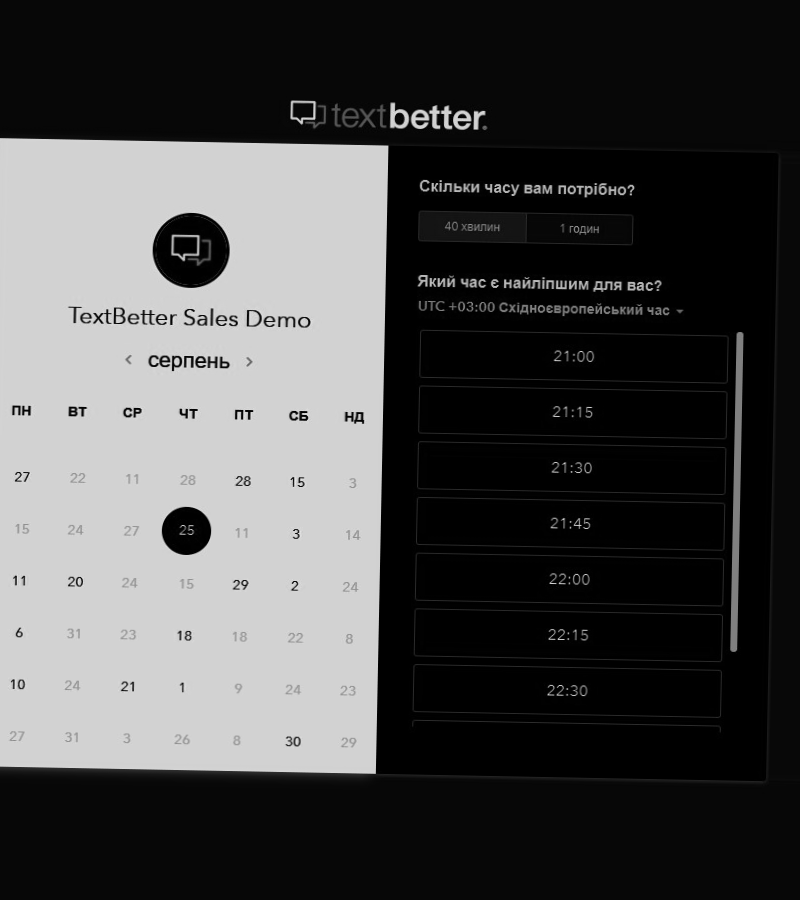 textbetter.
TextBetter Sales Demo
серпень
ПН ВТ СР ЧТ ПТ СБ НД
27 22 11 28 28 15 3
15 24 27 25 11 3 14
11 20 24 15 29 2 24
6 31 23 18 18 22 8
10 24 21 1 9 24 23
27 31 3 26 8 30 29
Скільки часу вам потрібно?
40 хвилин 1 годин
Який час є найліпшим для вас?
UTC +03:00 Східноєвропейський час
21:00
21:15
21:30
21:45
22:00
22:15
22:30